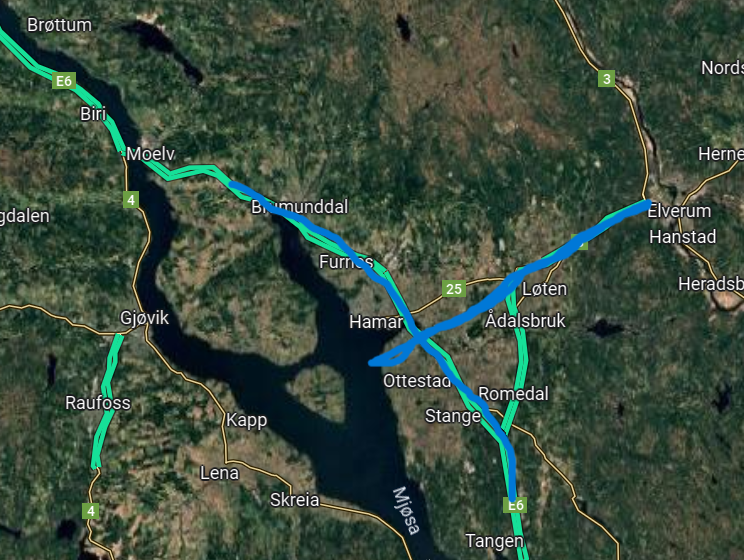 Brøttum
3
Nords
E6
Biri
Moelv
Herne
4
Brumunddal
Elverum
gdalen
Hanstad
Furnes
Heradsb
25
Løten
Gjøvik
Hamar
Ådalsbruk
Ottestad
Romedal
Raufoss
Stange
Kapp
Lena
Skreia
E6
Mjøsa
4
Tangen